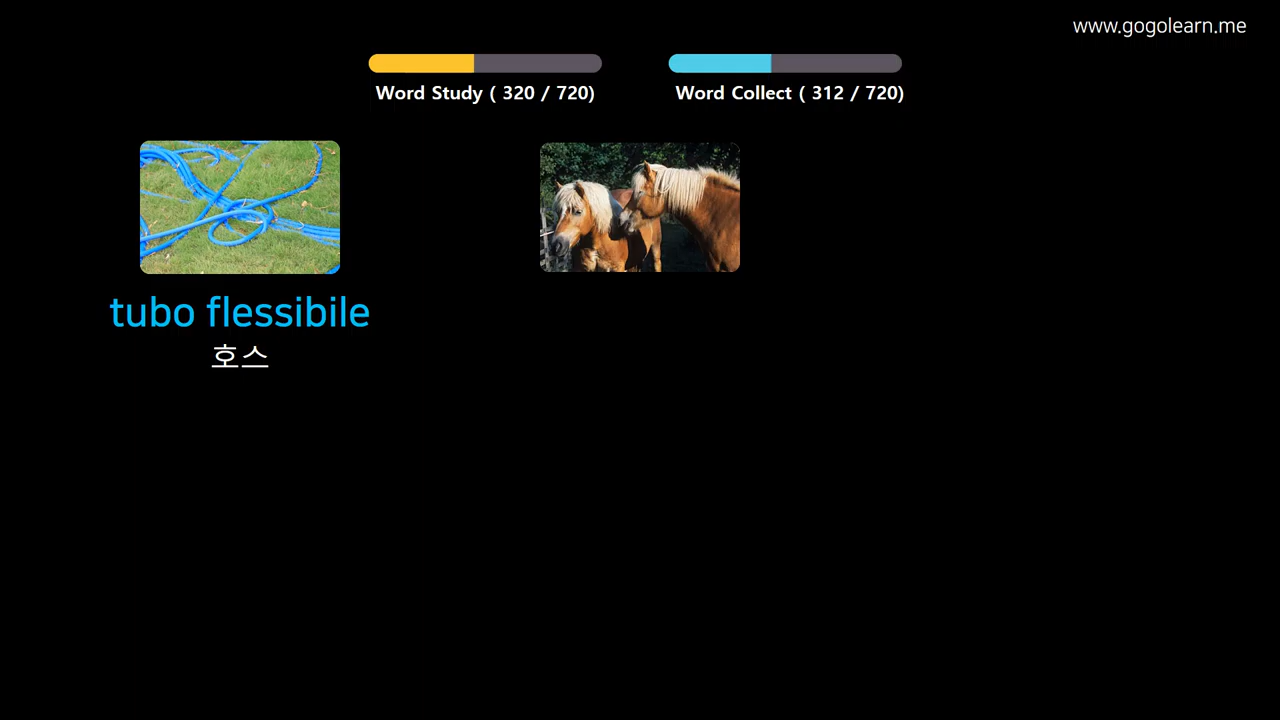 www.gogolearn.me
Word Study ( 320 / 720)
Word Collect ( 312 / 720)
tubo flessibile
호스